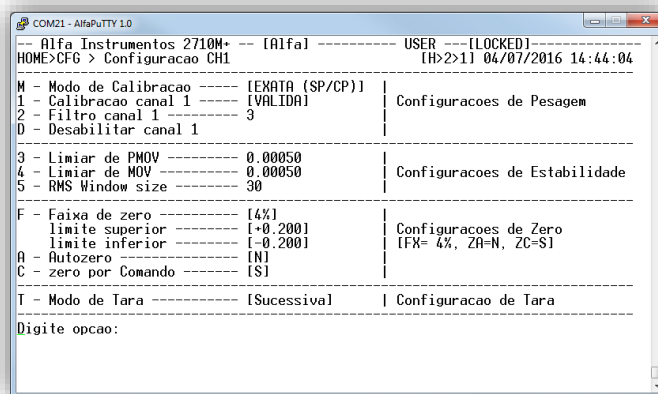 COM21 - AlfaPuTTY 1.0
-- Alfa Instrumentos 2710M+ -- [Alfa] ---------- USER ---[LOCKED]--------------
HOME>CFG > Configuracao CH1 [H>2>1] 04/07/2016 14:44:04
--------------------------------------------------------------------------------
M - Modo de Calibracao ----- [EXATA (SP/CP)] |
1 - Calibracao canal 1 ----- [VALIDA] | Configuracoes de Pesagem
2 - Filtro canal 1 --------- 3 |
D - Desabilitar canal 1 |
--------------------------------------------------------------------------------
3 - Limiar de PMOV --------- 0.00050 |
4 - Limiar de MOV ---------- 0.00050 | Configuracoes de Estabilidade
5 - RMS Window size -------- 30 |
--------------------------------------------------------------------------------
F - Faixa de zero ---------- [4%] |
limite superior -------- [+0.200] | Configuracoes de Zero
limite inferior -------- [-0.200] | [FX= 4%, ZA=N, ZC=S]
A - Autozero --------------- [N] |
C - zero por Comando ------- [S] |
--------------------------------------------------------------------------------
T - Modo de Tara ----------- [Sucessiva] | Configuracao de Tara
--------------------------------------------------------------------------------
Digite opcao: